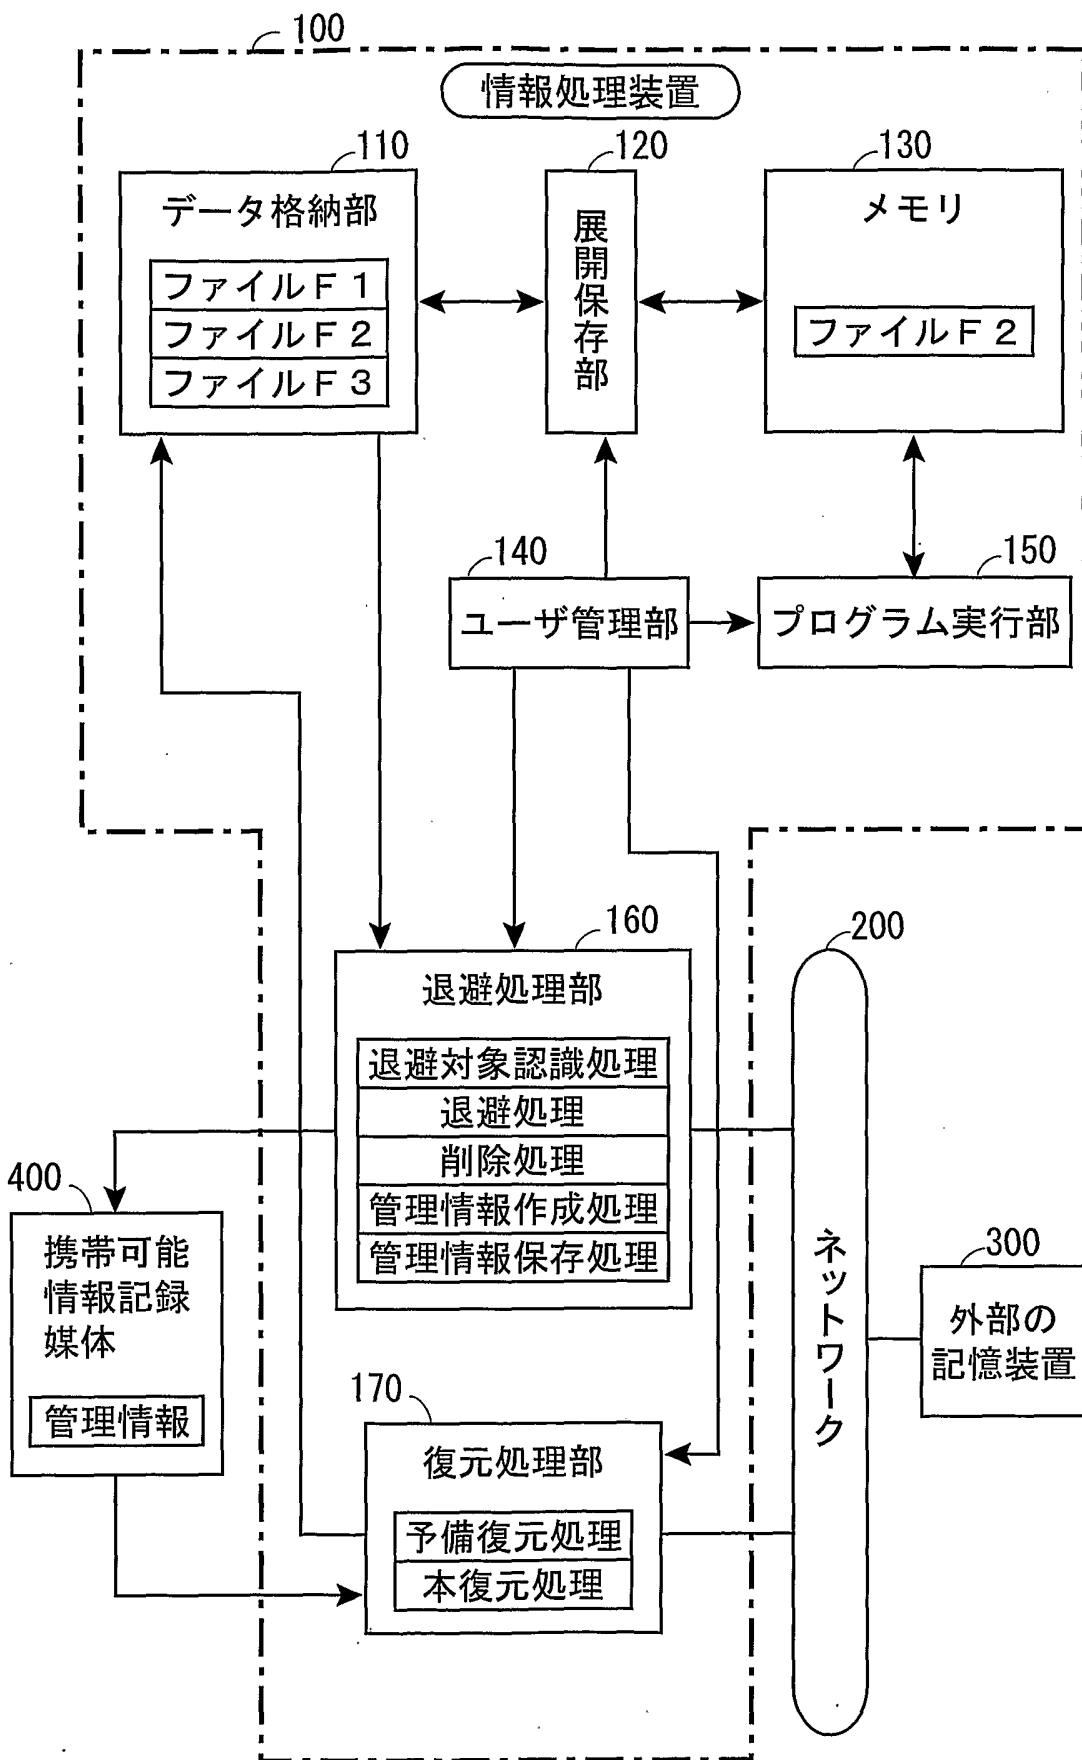 100
情報処理装置
110
120
130
データ格納部
ファイルF1
ファイルF2
ファイルF3
展開保存部
メモリ
ファイルF2
140
150
ユーザ管理部
プログラム実行部
160
200
退避処理部
退避対象認識処理
退避処理
削除処理
管理情報作成処理
管理情報保存処理
400
携帯可能
情報記録
媒体
管理情報
ネットワーク
300
外部の
記憶装置
170
復元処理部
予備復元処理
本復元処理